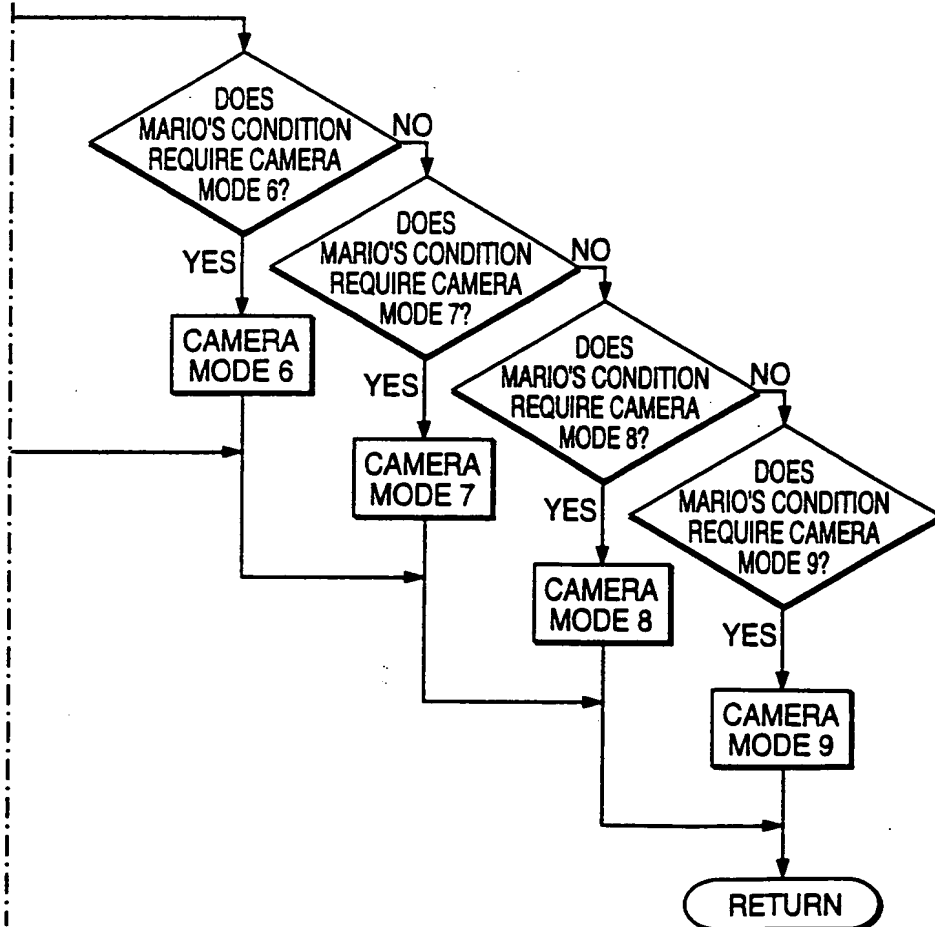 DOES
MARIO'S CONDITION
REQUIRE CAMERA
MODE 6?
NO
YES
CAMERA
MODE 6
DOES
MARIO'S CONDITION
REQUIRE CAMERA
MODE 7?
NO
YES
CAMERA
MODE 7
DOES
MARIO'S CONDITION
REQUIRE CAMERA
MODE 8?
NO
YES
CAMERA
MODE 8
DOES
MARIO'S CONDITION
REQUIRE CAMERA
MODE 9?
YES
CAMERA
MODE 9
RETURN